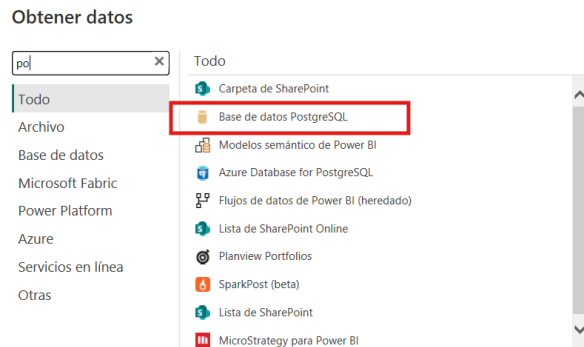 Obtener datos
po
Todo
Archivo
Base de datos
Microsoft Fabric
Power Platform
Azure
Servicios en línea
Otras
Todo
Carpeta de SharePoint
Base de datos PostgreSQL
Modelos semántico de Power BI
Azure Database for PostgreSQL
Flujos de datos de Power BI (heredado)
Lista de SharePoint Online
Planview Portfolios
SparkPost (beta)
Lista de SharePoint
MicroStrategy para Power BI